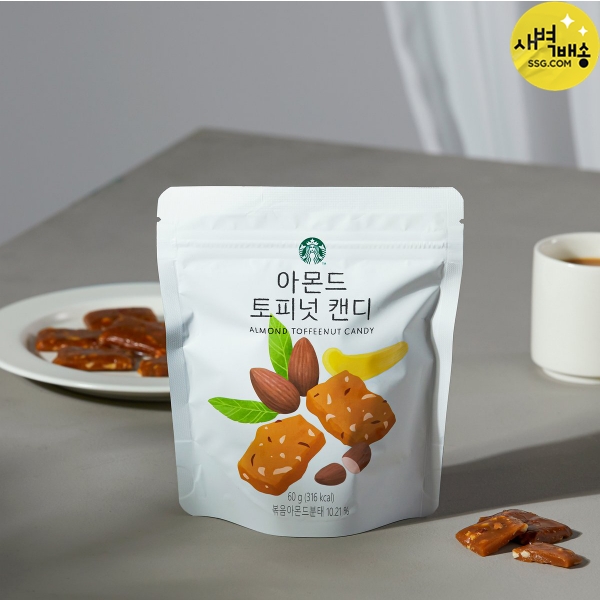 새벽배송
SSG.COM
아몬드
토피넛 캔디
ALMOND TOFFEENUT CANDY
60 g (316 kcal)
볶음아몬드분태 10.21%